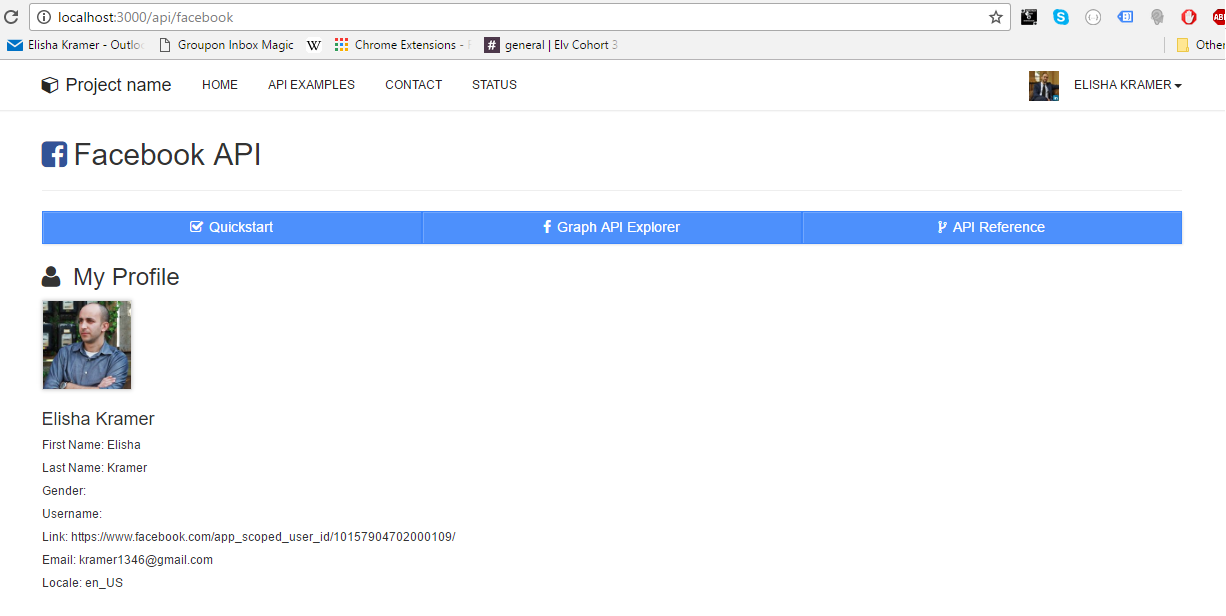 localhost:3000/api/facebook
Elisha Kramer - Outlo
Groupon Inbox Magic
W
Chrome Extensions -
# general | Elv Cohort 3
Other
Project name
HOME
API EXAMPLES
CONTACT
STATUS
ELISHA KRAMER
Facebook API
Quickstart
Graph API Explorer
API Reference
My Profile
Elisha Kramer
First Name: Elisha
Last Name: Kramer
Gender:
Username:
Link: https://www.facebook.com/app_scoped_user_id/10157904702000109/
Email: kramer1346@gmail.com
Locale: en_US